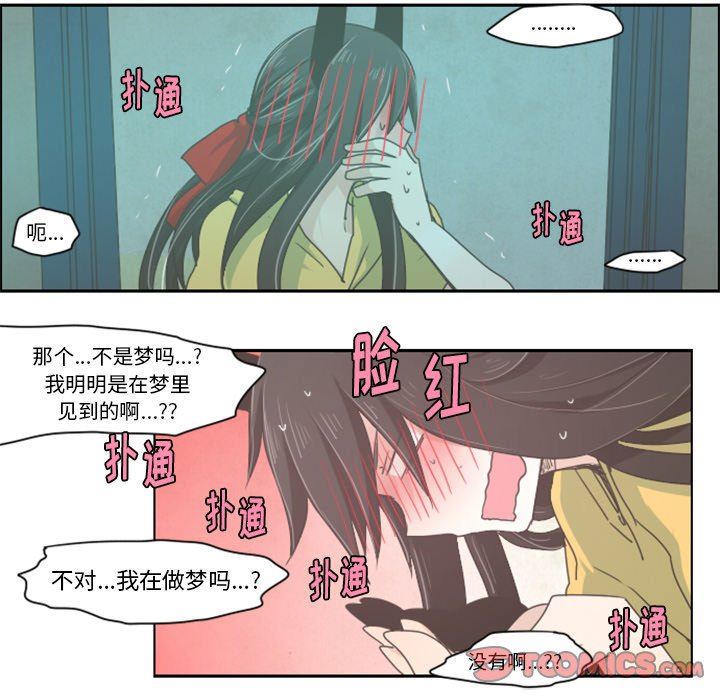 ........
扑通
呃...
扑通
......
那个...不是梦吗...?
我明明是在梦里
见到的啊...??
脸红
扑通
扑通
不对...我在做梦吗...?
扑通
扑通
没有啊...??
DTCOMICS.COM